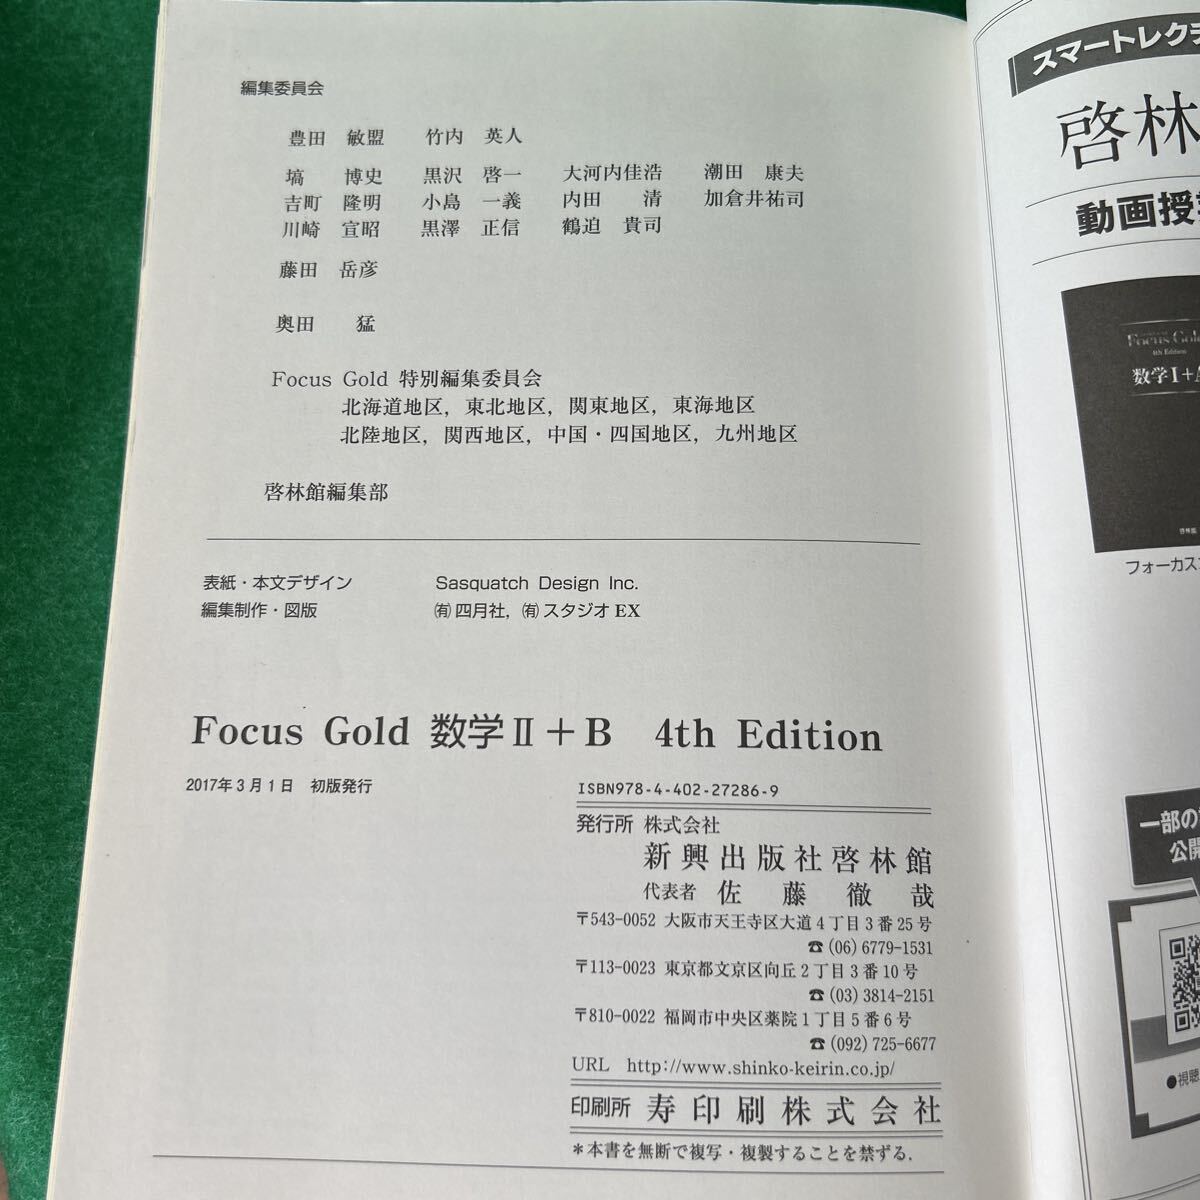 編集委員会
豊田 敏盟 竹内 英人
塙 博史 黒沢 啓一 大河内佳浩 潮田 康夫
吉町 隆明 小島 一義 内田 清 加倉井祐司
川崎 宣昭 黒澤 正信 鶴迫 貴司
藤田 岳彦
奥田 猛
Focus Gold 特別編集委員会
北海道地区，東北地区，関東地区，東海地区
北陸地区，関西地区，中国・四国地区，九州地区
啓林館編集部
表紙・本文デザイン Sasquatch Design Inc.
編集制作・図版 ㈲四月社，㈲スタジオEX
Focus Gold 数学Ⅱ＋B 4th Edition
2017年3月1日 初版発行
ISBN978-4-402-27286-9
発行所 株式会社
新興出版社啓林館
代表者 佐藤徹哉
〒543-0052 大阪市天王寺区大道4丁目3番25号
☎(06)6779-1531
〒113-0023 東京都文京区向丘2丁目3番10号
☎(03)3814-2151
〒810-0022 福岡市中央区薬院1丁目5番6号
☎(092)725-6677
URL http://www.shinko-keirin.co.jp/
印刷所 寿印刷株式会社
＊本書を無断で複写・複製することを禁ずる．
スマートレクチ
啓林
動画授
Focus Gold
4th Edition
数学Ⅰ+A
啓林館
フォーカス
一部の
公開
●視聴